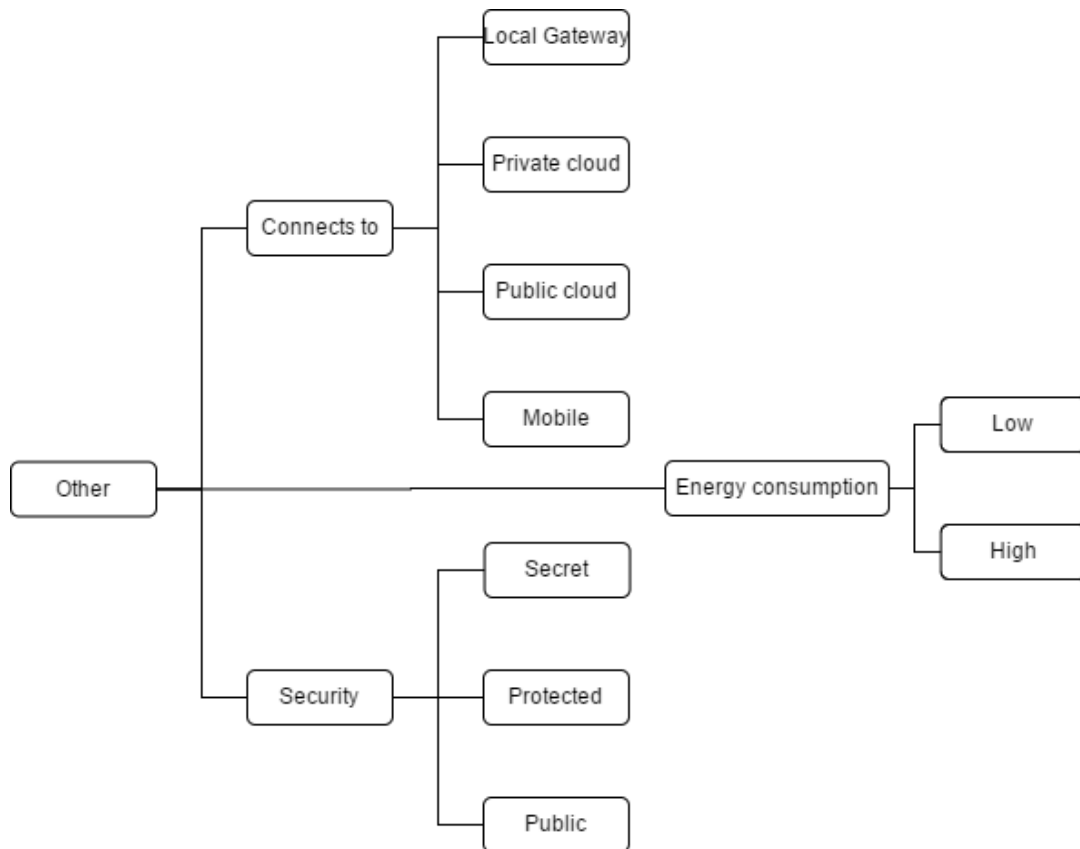 Local Gateway
Private cloud
Connects to
Public cloud
Mobile
Low
Other
Energy consumption
High
Secret
Security
Protected
Public